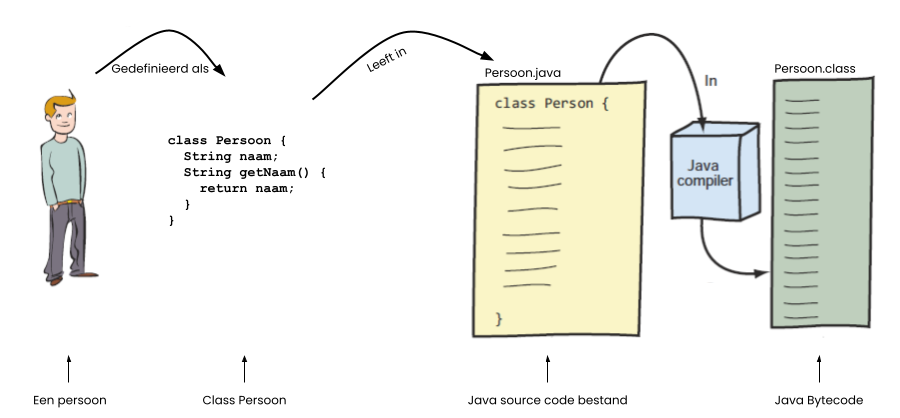 Gedefinieerd als
Leeft in
Persoon.java
In
Persoon.class
class Persoon {
String naam;
String getNaam() {
return naam;
}
}
class Person {
}
Java
compiler
Een persoon
Class Persoon
Java source code bestand
Java Bytecode